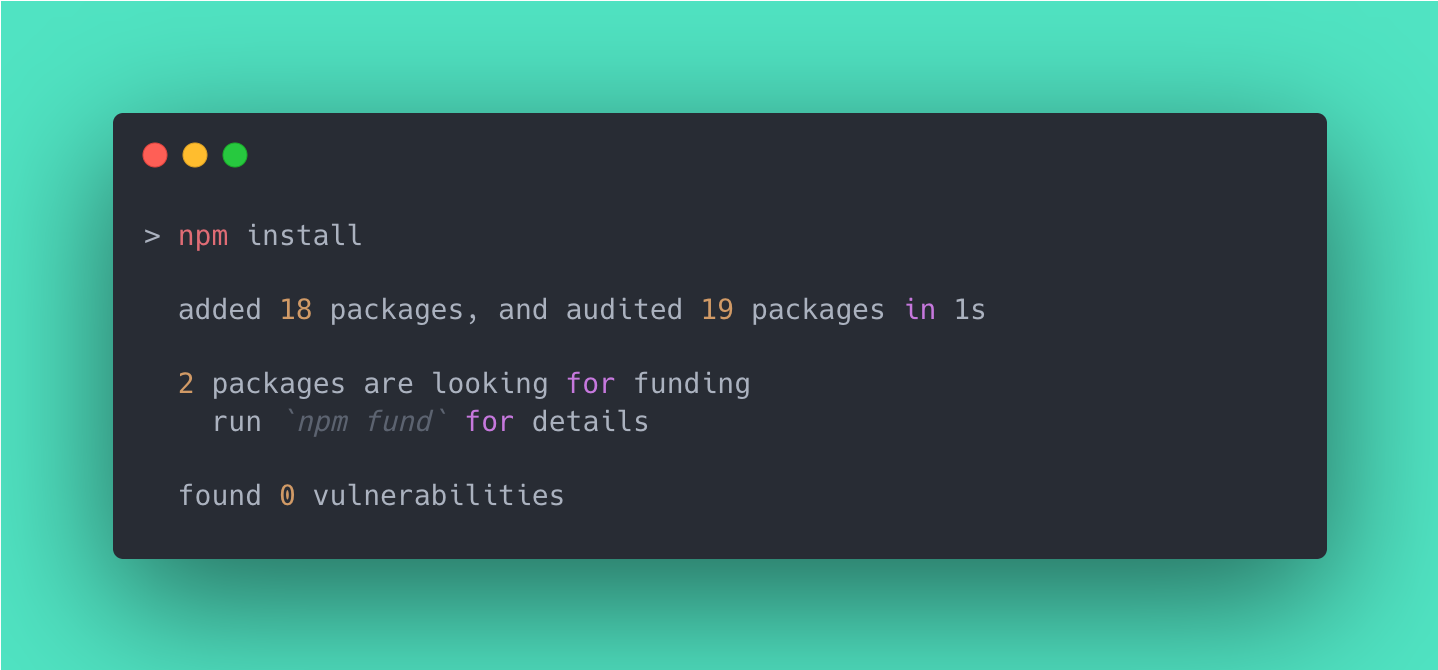 > npm install
added 18 packages, and audited 19 packages in 1s
2 packages are looking for funding
run `npm fund` for details
found 0 vulnerabilities